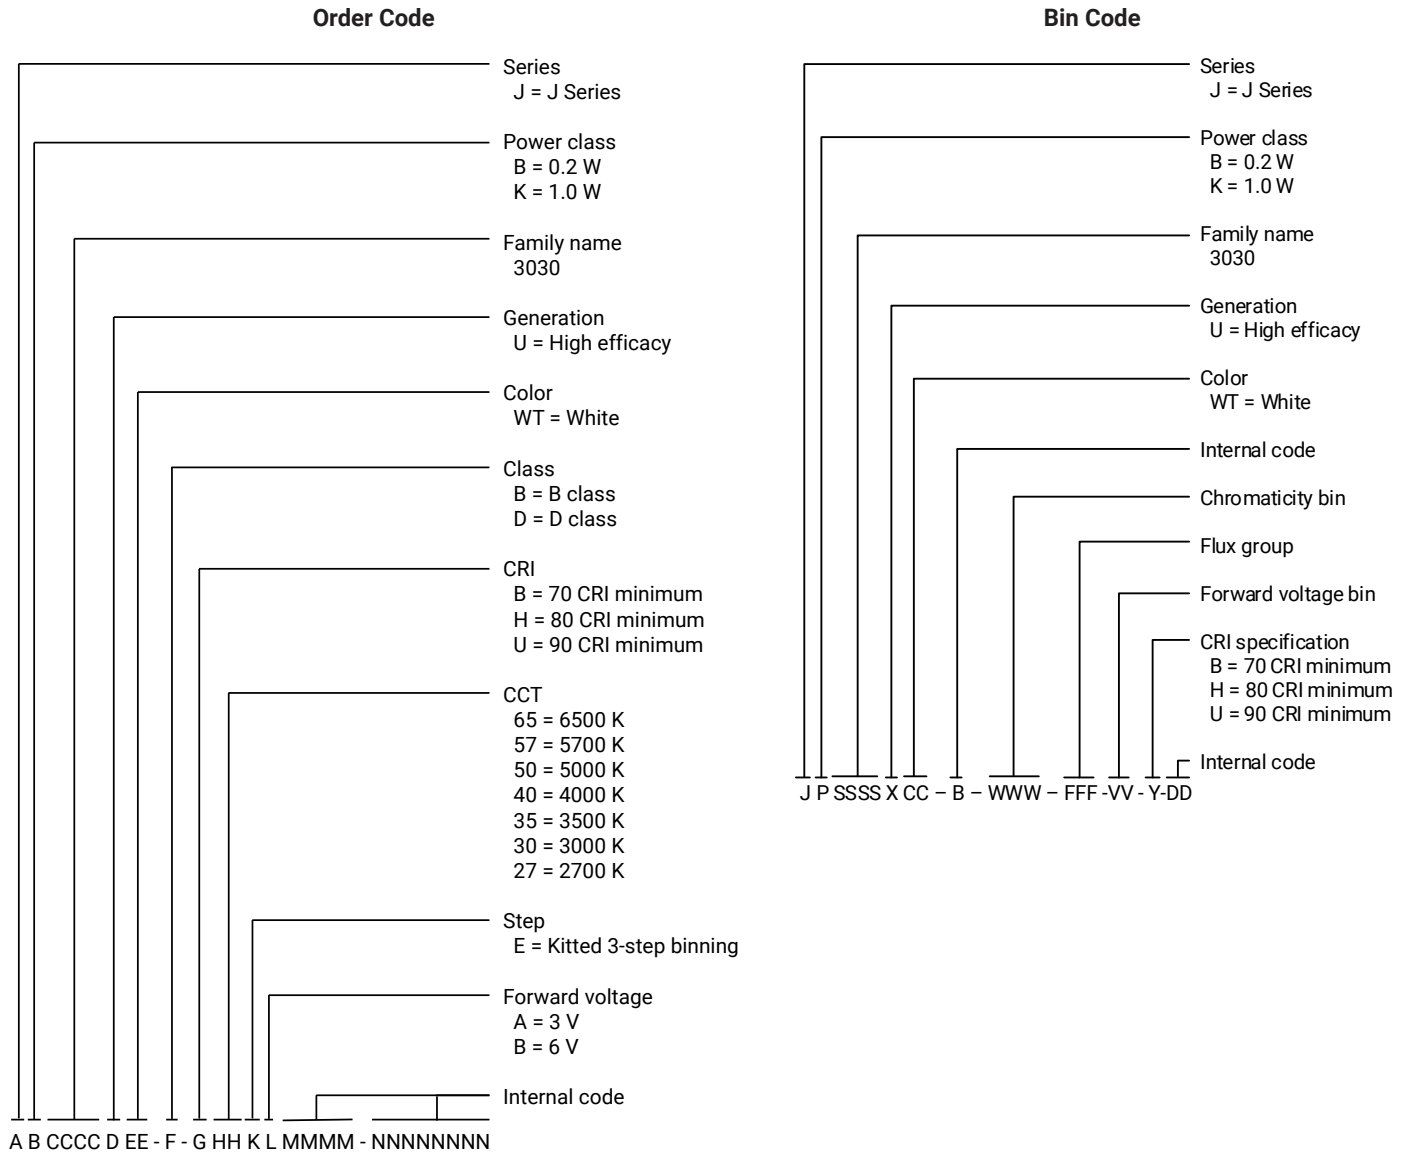 Order Code
Series
J = J Series
Power class
B = 0.2 W
K = 1.0 W
Family name
3030
Generation
U = High efficacy
Color
WT = White
Class
B = B class
D = D class
CRI
B = 70 CRI minimum
H = 80 CRI minimum
U = 90 CRI minimum
CCT
65 = 6500 K
57 = 5700 K
50 = 5000 K
40 = 4000 K
35 = 3500 K
30 = 3000 K
27 = 2700 K
Step
E = Kitted 3-step binning
Forward voltage
A = 3 V
B = 6 V
Internal code
A B CCCC D EE - F - G HH K L MMMM - NNNNNNNN
Bin Code
Series
J = J Series
Power class
B = 0.2 W
K = 1.0 W
Family name
3030
Generation
U = High efficacy
Color
WT = White
Internal code
Chromaticity bin
Flux group
Forward voltage bin
CRI specification
B = 70 CRI minimum
H = 80 CRI minimum
U = 90 CRI minimum
Internal code
J P SSSS X CC – B – WWW – FFF -VV - Y-DD